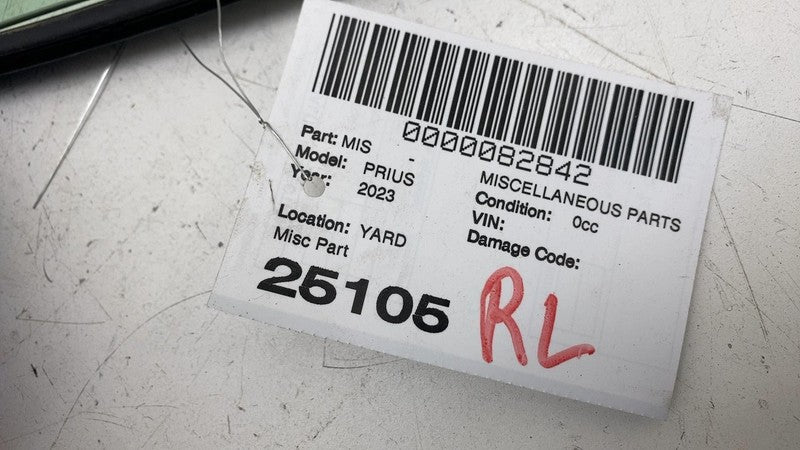 0000082842
Part: MIS - MISCELLANEOUS PARTS
Model: PRIUS Condition: 0cc
Year: 2023 VIN:
Damage Code:
Location: YARD
Misc Part
25105 RL